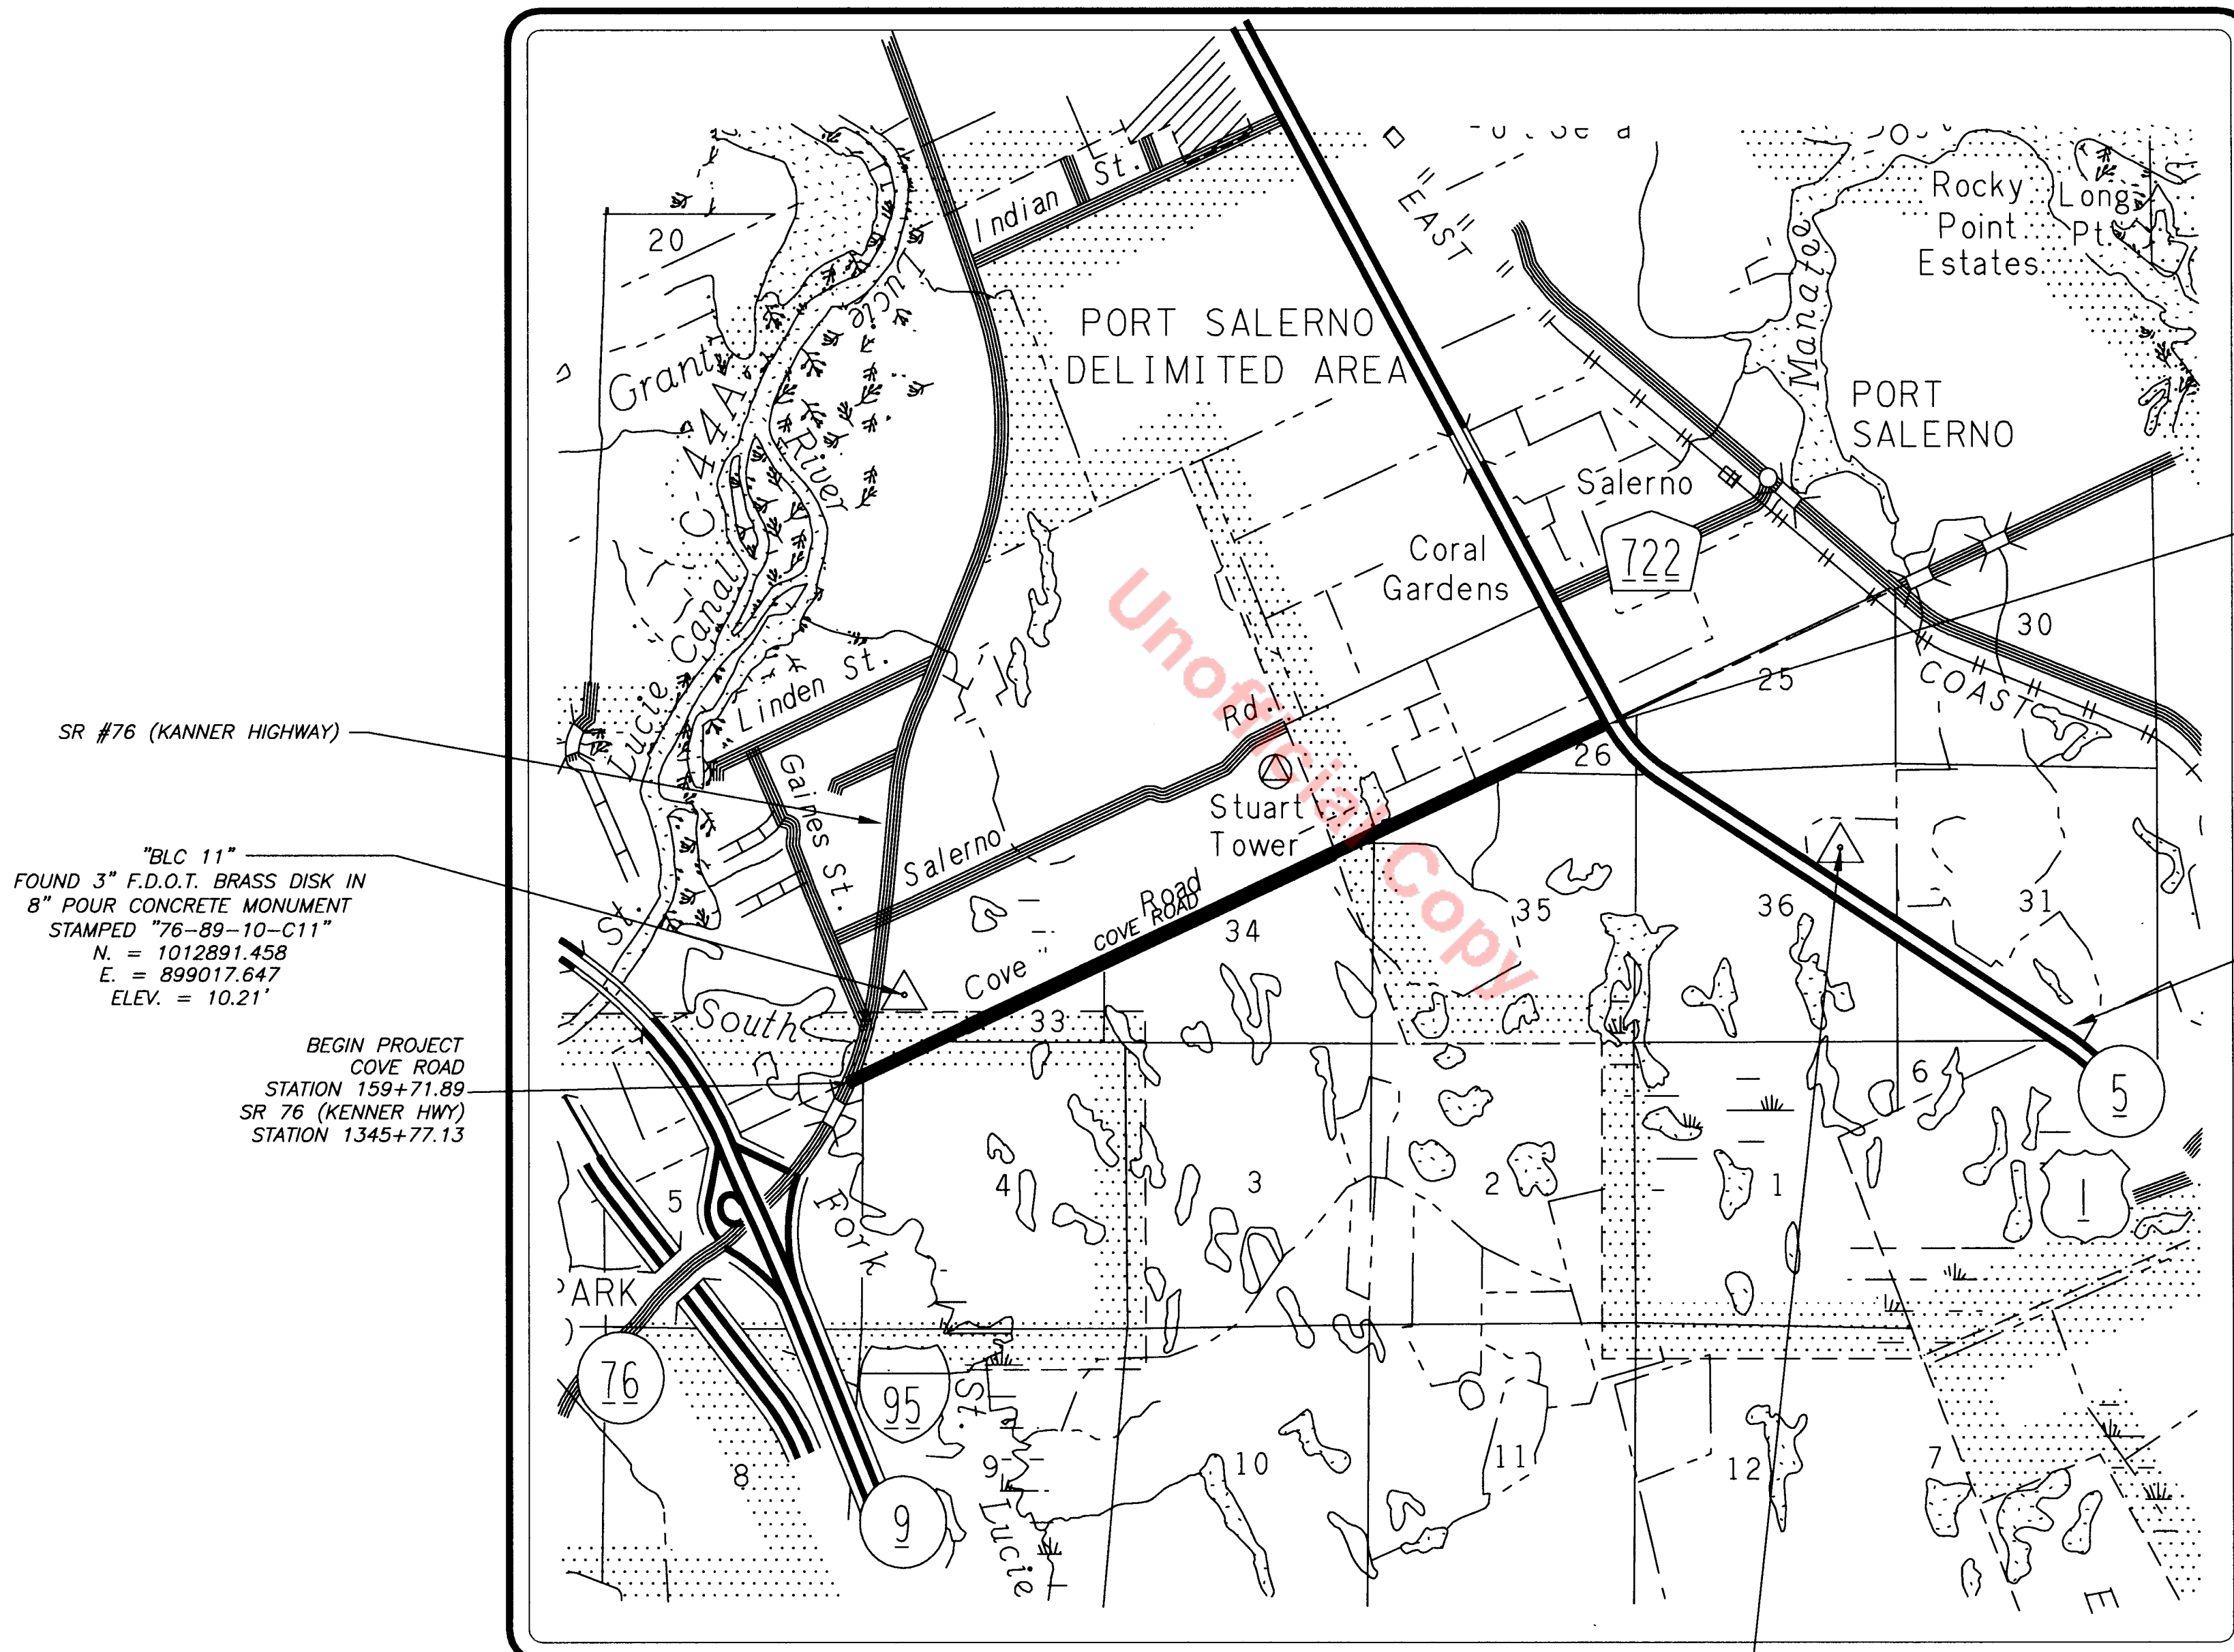 SR #76 (KANNER HIGHWAY)
"BLC 11"
FOUND 3" F.D.O.T. BRASS DISK IN
8" POUR CONCRETE MONUMENT
STAMPED "76-89-10-C11"
N. = 1012891.458
E. = 899017.647
ELEV. = 10.21'
BEGIN PROJECT
COVE ROAD
STATION 159+71.89
SR 76 (KENNER HWY)
STATION 1345+77.13
20
Grant
C-44A
St. Lucie Canal
Lucie
River
Indian St.
PORT SALERNO
DELIMITED AREA
EAST
Manatee
Rocky
Point
Estates
Long
Pt.
PORT
SALERNO
Salerno
722
Coral
Gardens
30
25
COAST
26
Linden St.
Gaines St.
Salerno Rd.
Stuart
Tower
Cove Road
COVE ROAD
34
35
36
31
33
South
Fork
St.
Lucie
5
4
3
2
1
6
5
1
PARK
76
95
9
8
9
10
11
12
7
E
Unofficial Copy